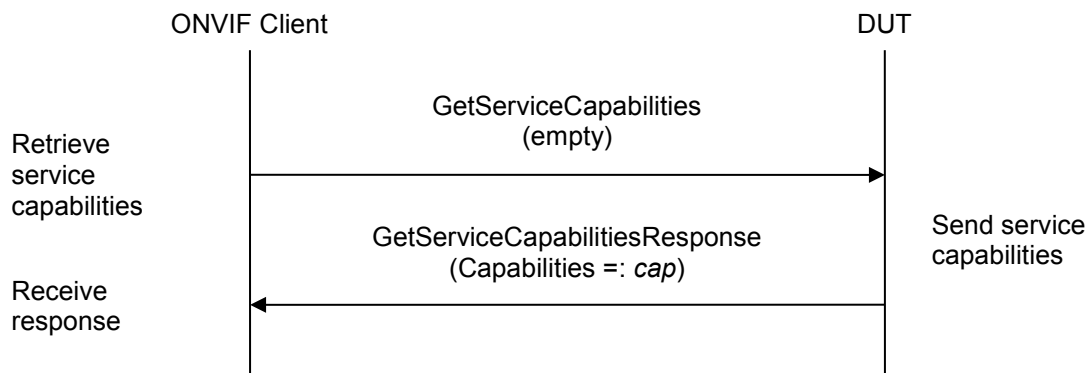 ONVIF Client
DUT
GetServiceCapabilities
(empty)
Retrieve
service
capabilities
GetServiceCapabilitiesResponse
(Capabilities =: cap)
Send service
capabilities
Receive
response